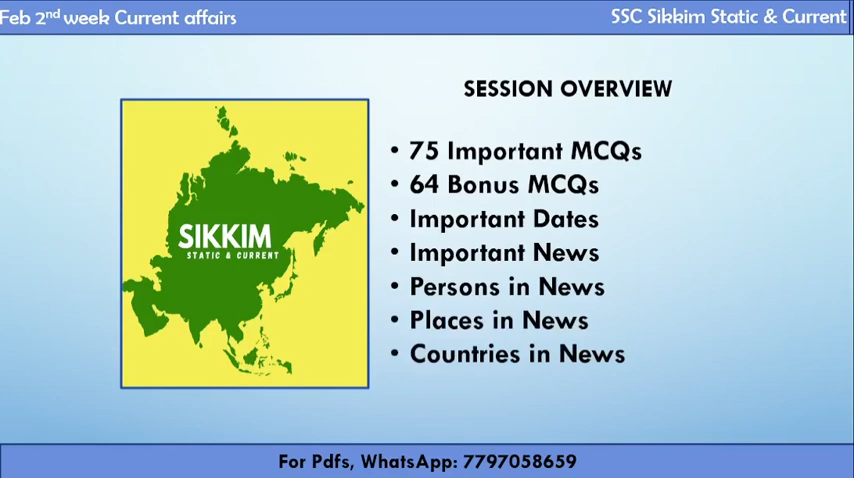 Feb 2nd week Current affairs
SSC Sikkim Static & Current
SESSION OVERVIEW
• 75 Important MCQs
• 64 Bonus MCQs
• Important Dates
• Important News
• Persons in News
• Places in News
• Countries in News
SIKKIM
STATIC & CURRENT
For Pdfs, WhatsApp: 7797058659